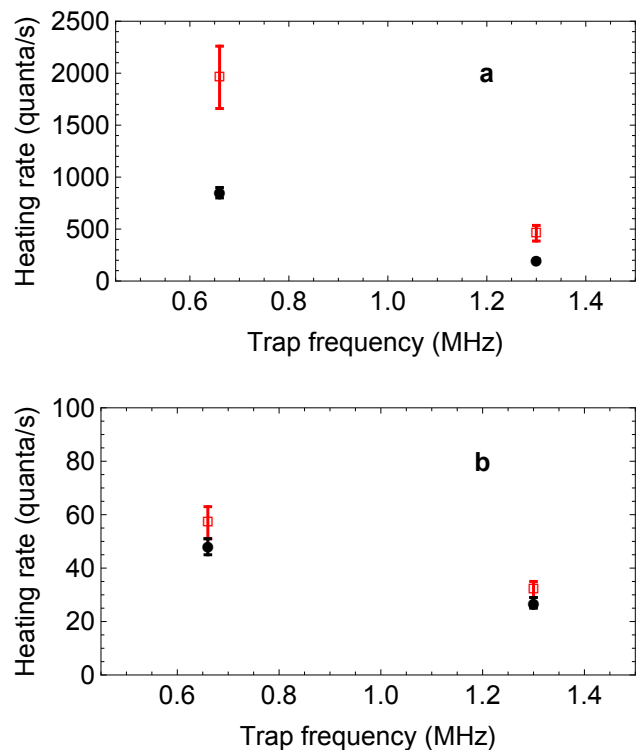 2500
2000
1500
1000
500
0
Heating rate (quanta/s)
a
0.6 0.8 1.0 1.2 1.4
Trap frequency (MHz)
100
80
60
40
20
0
Heating rate (quanta/s)
b
0.6 0.8 1.0 1.2 1.4
Trap frequency (MHz)